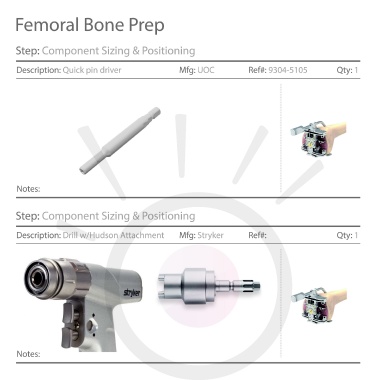 Femoral Bone Prep
Step: Component Sizing & Positioning
Description: Quick pin driver Mfg: UOC Ref#: 9304-5105 Qty: 1
Notes:
Step: Component Sizing & Positioning
Description: Drill w/Hudson Attachment Mfg: Stryker Ref#: Qty: 1
stryker
Notes: